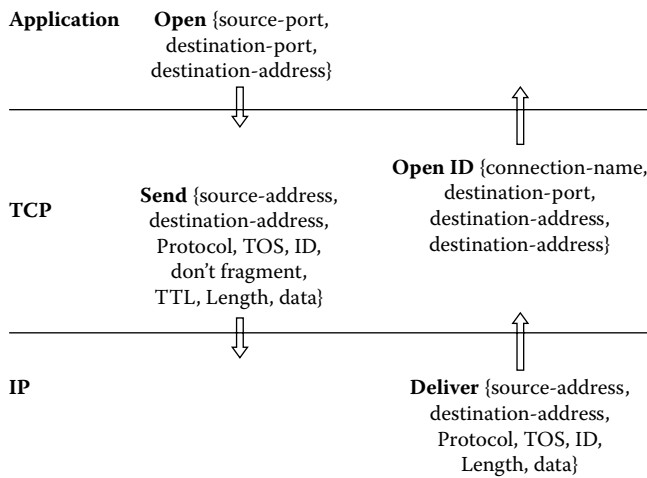 Application
Open {source-port,
destination-port,
destination-address}
Open ID {connection-name,
destination-port,
destination-address,
destination-address}
TCP
Send {source-address,
destination-address,
Protocol, TOS, ID,
don't fragment,
TTL, Length, data}
IP
Deliver {source-address,
destination-address,
Protocol, TOS, ID,
Length, data}